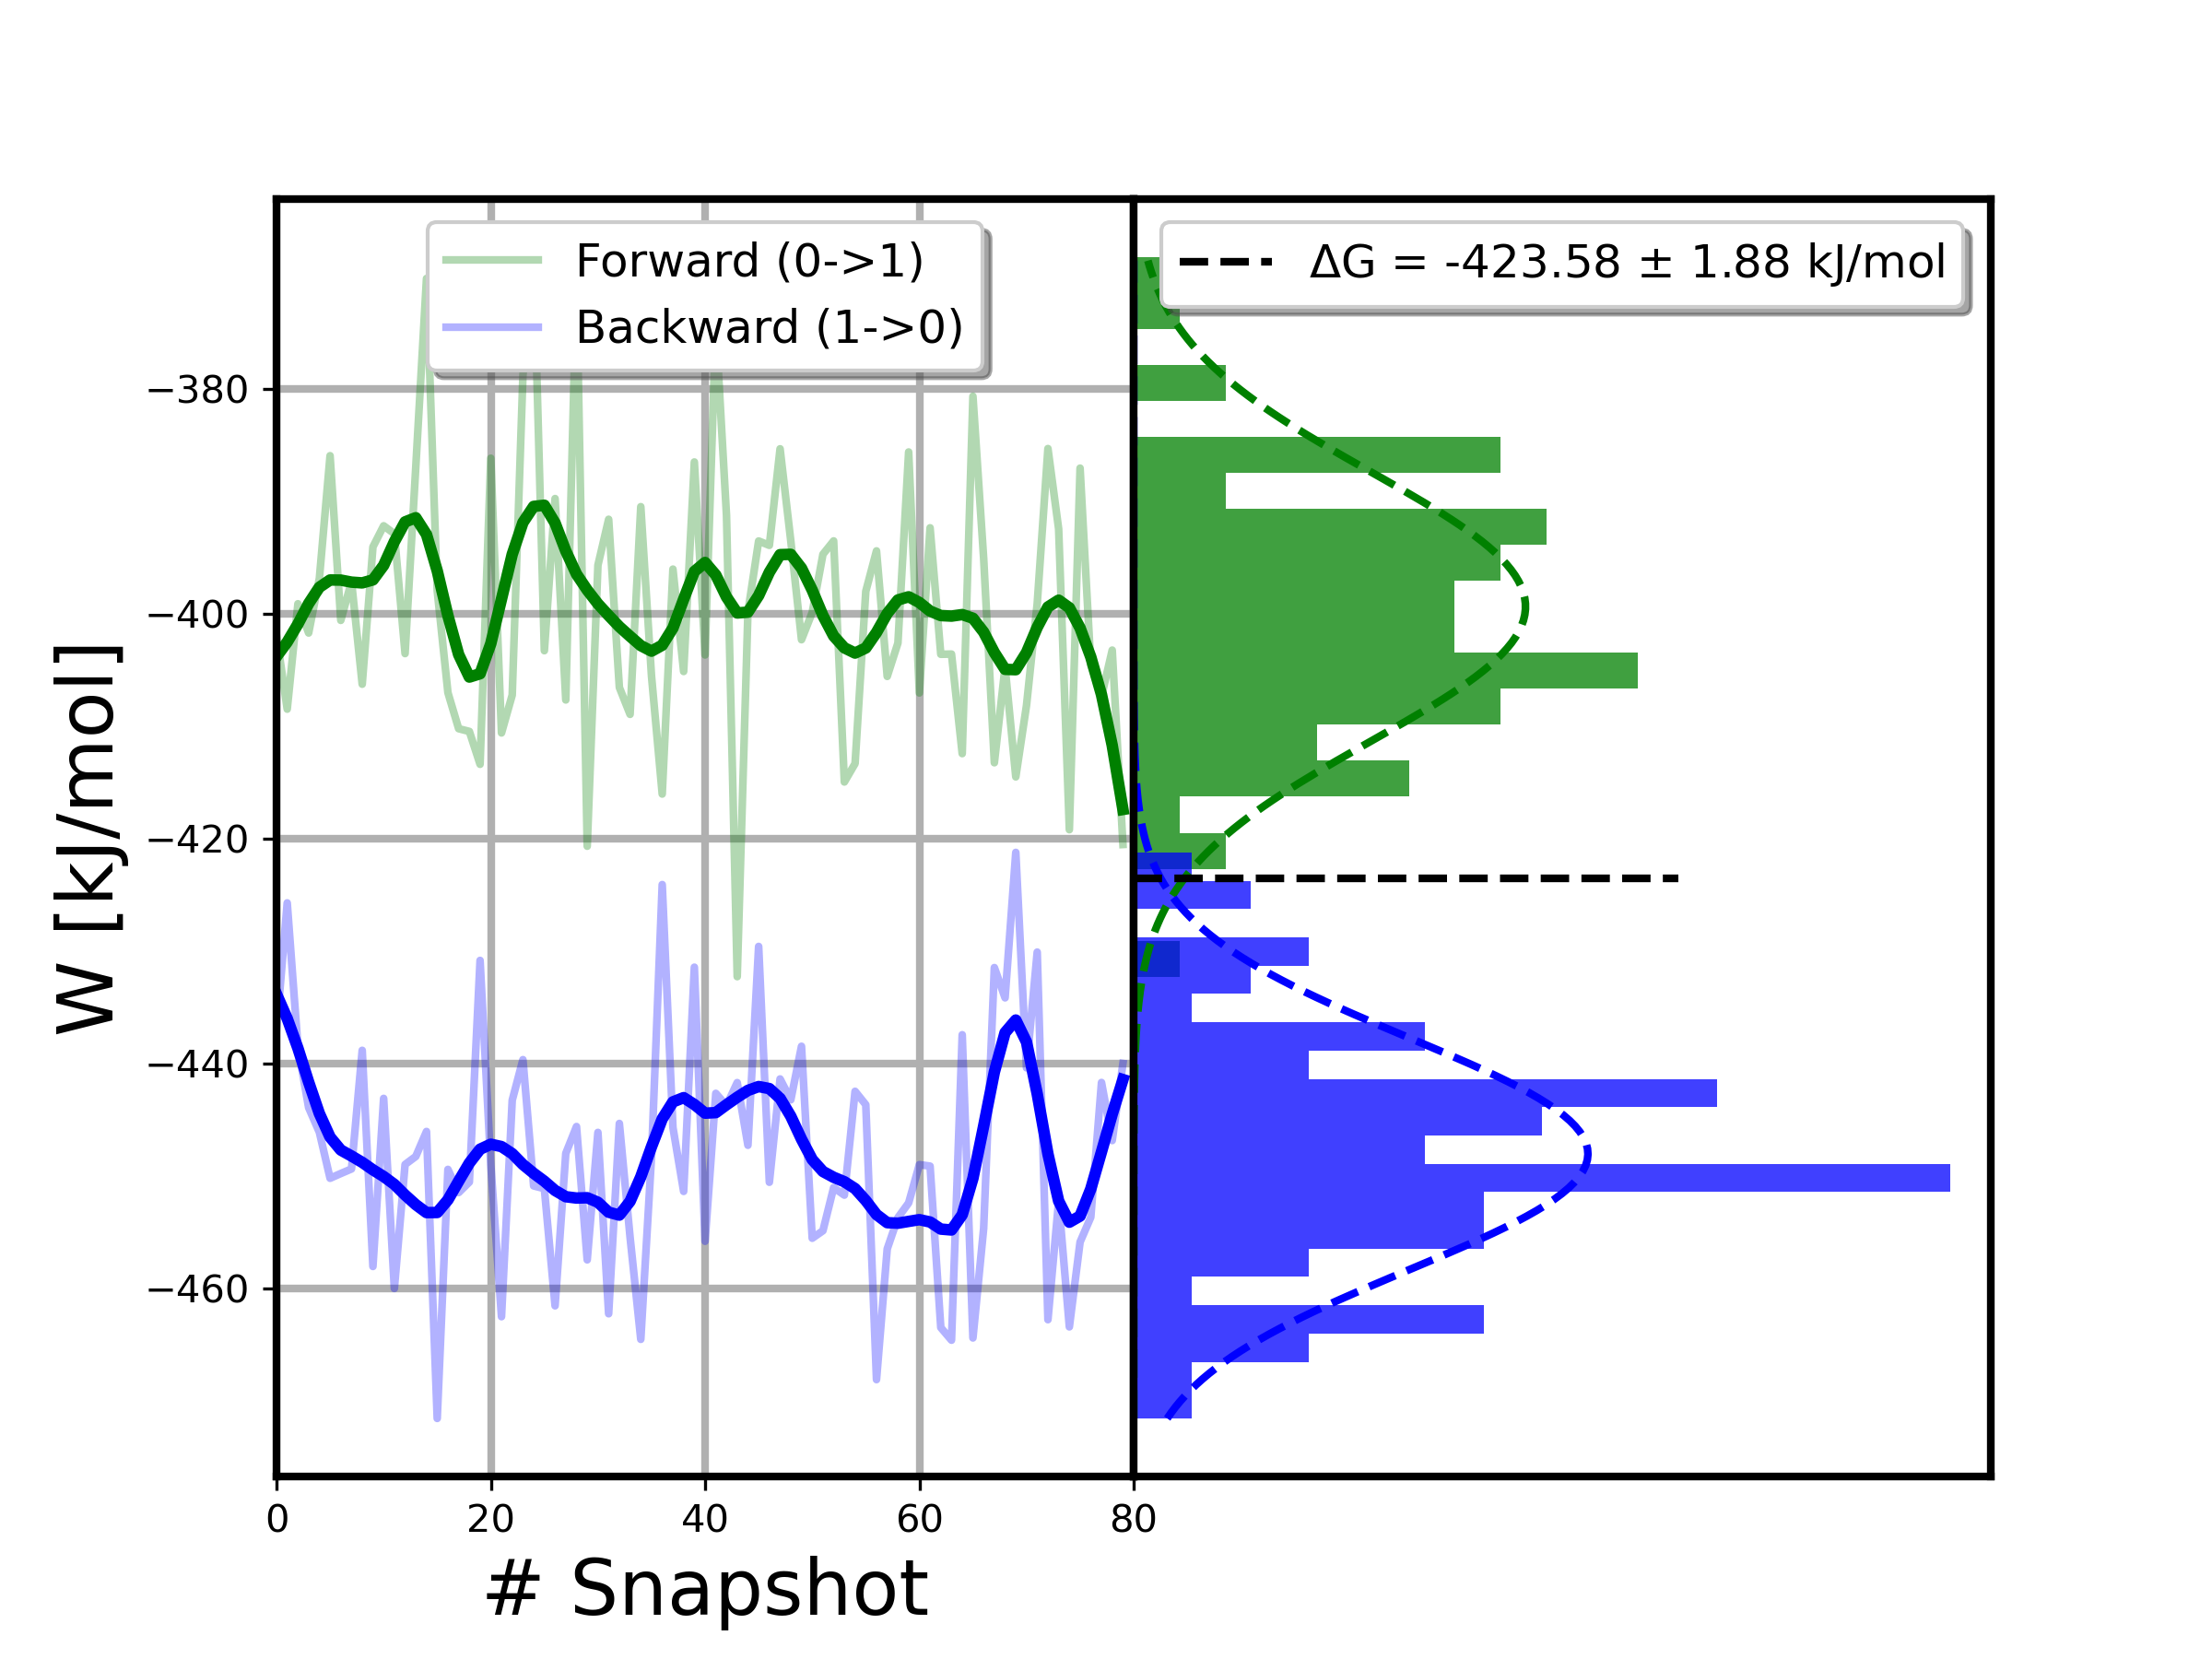 Forward (0->1)
Backward (1->0)
ΔG = -423.58 ± 1.88 kJ/mol
−380
−400
−420
−440
−460
W [kJ/mol]
0 20 40 60 80
# Snapshot